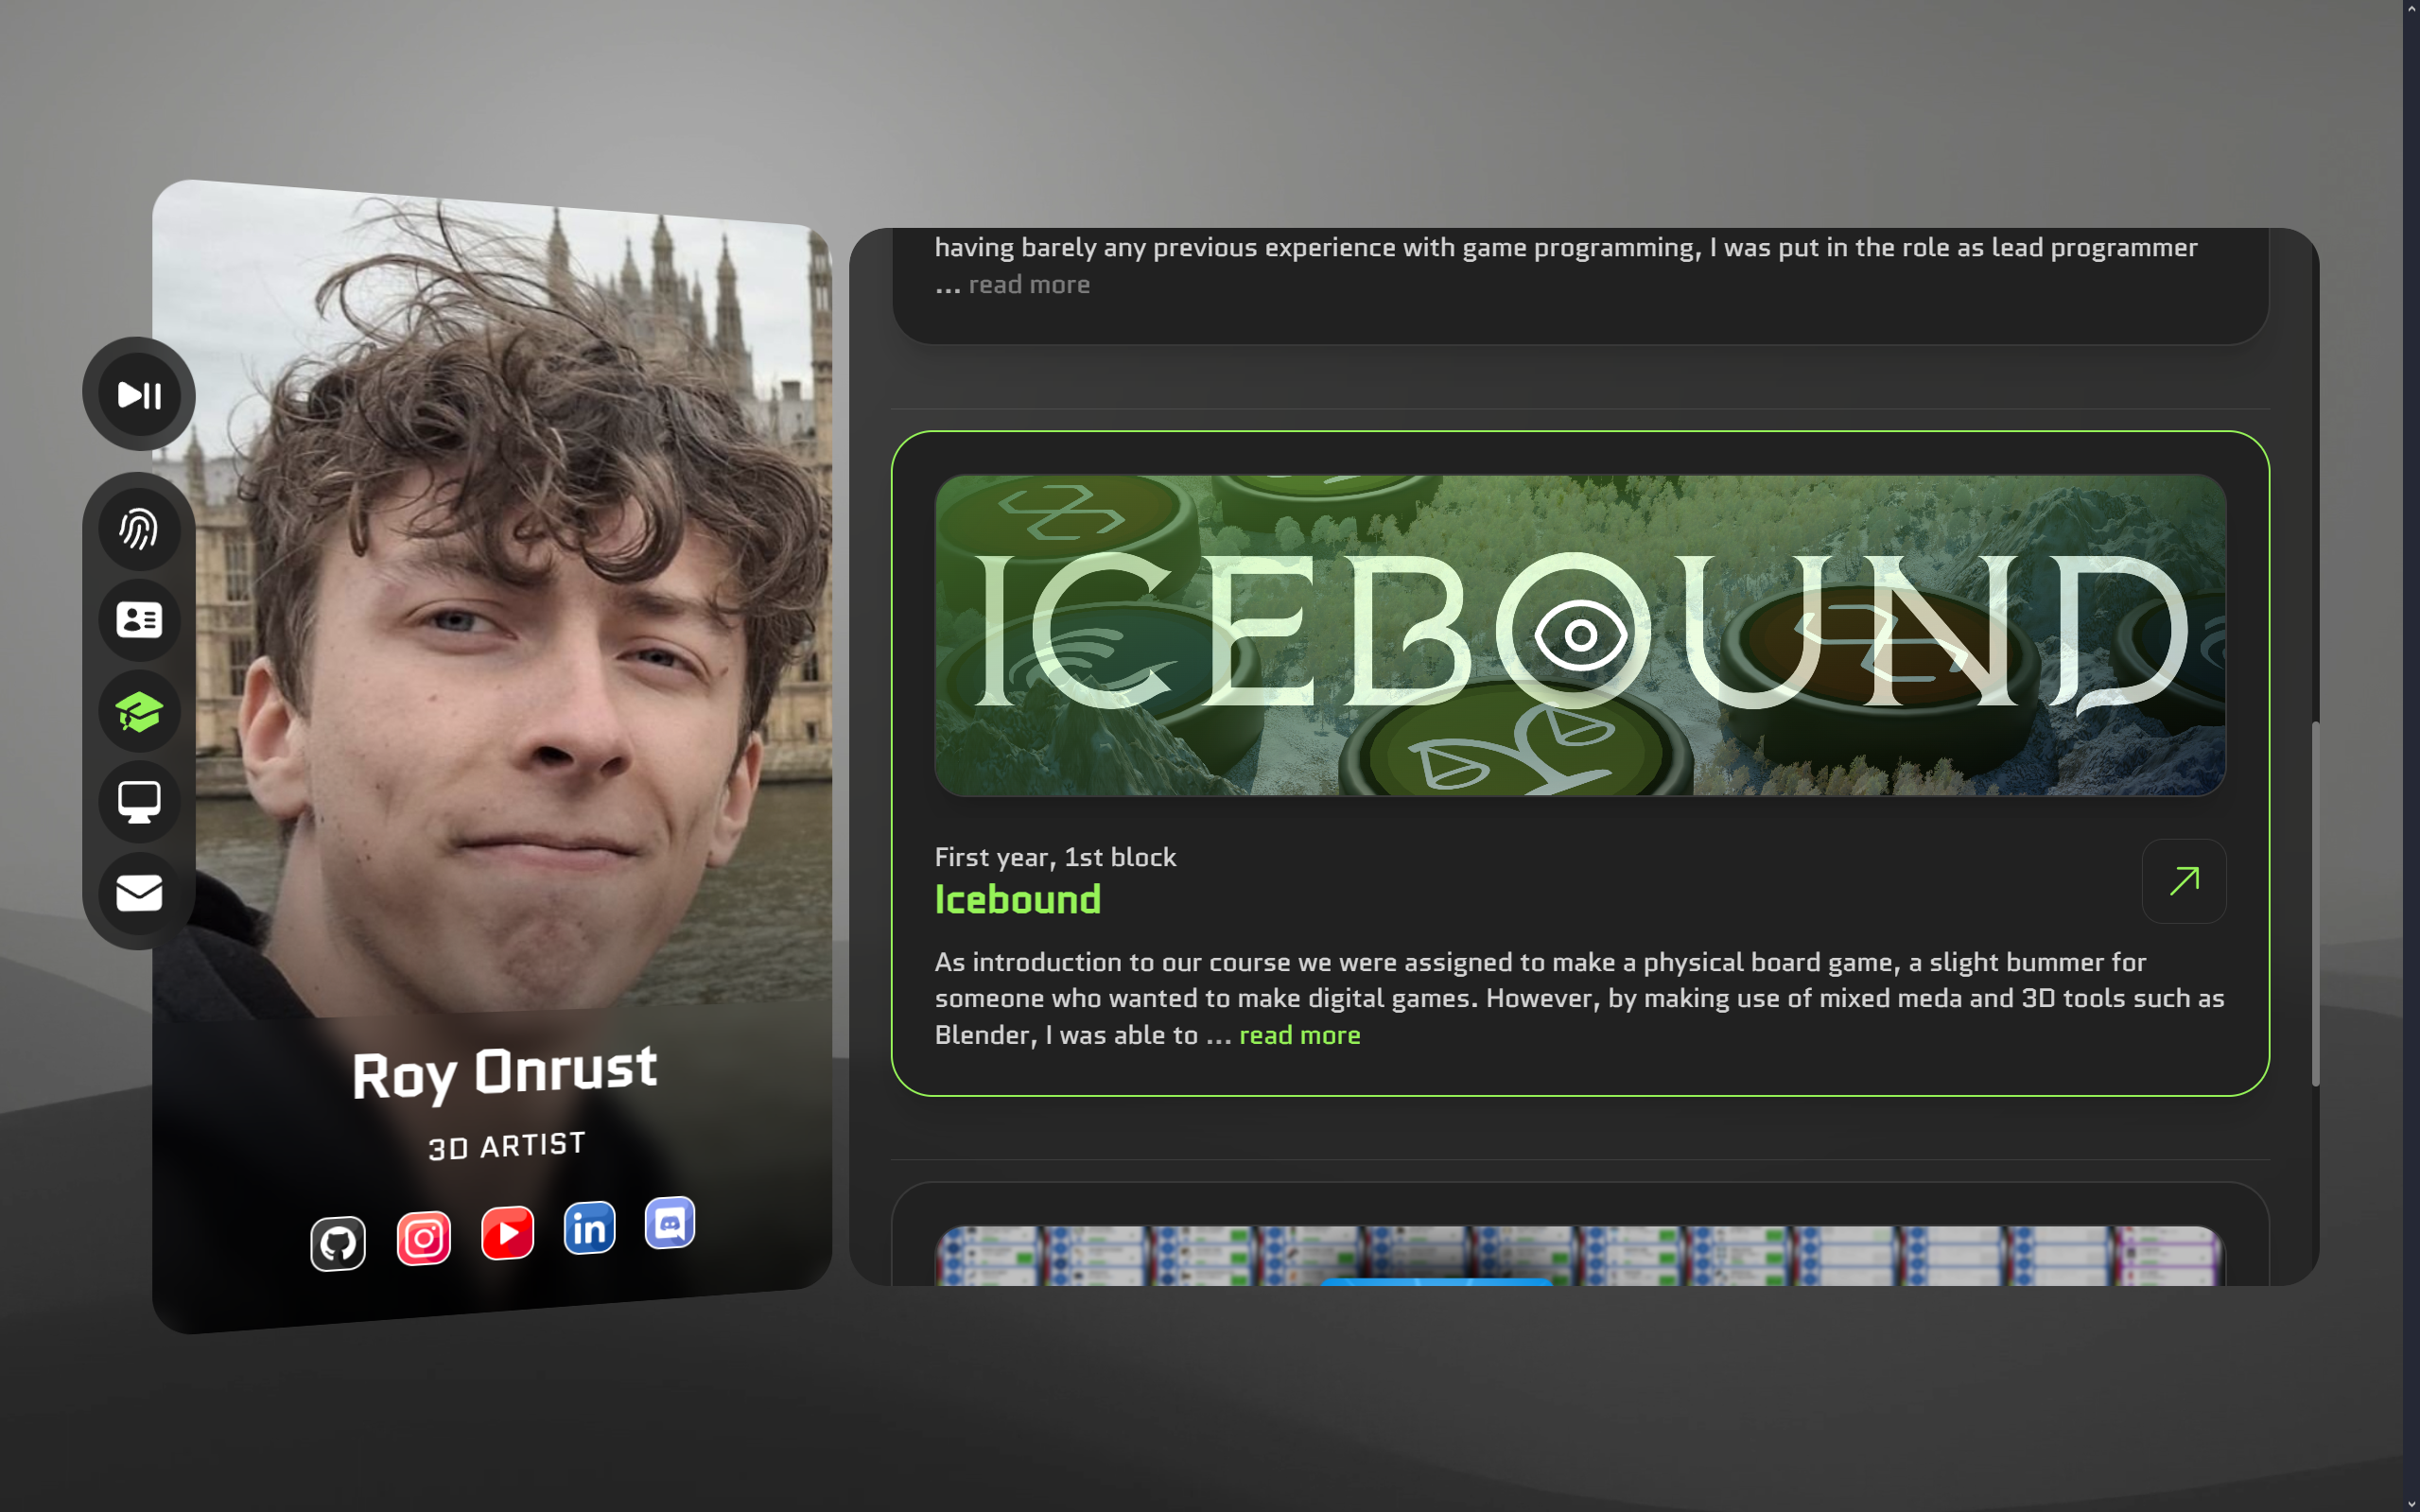 Roy Onrust
3D ARTIST
in
having barely any previous experience with game programming, I was put in the role as lead programmer
... read more
ICEBOUND
First year, 1st block
Icebound
As introduction to our course we were assigned to make a physical board game, a slight bummer for
someone who wanted to make digital games. However, by making use of mixed meda and 3D tools such as
Blender, I was able to ... read more